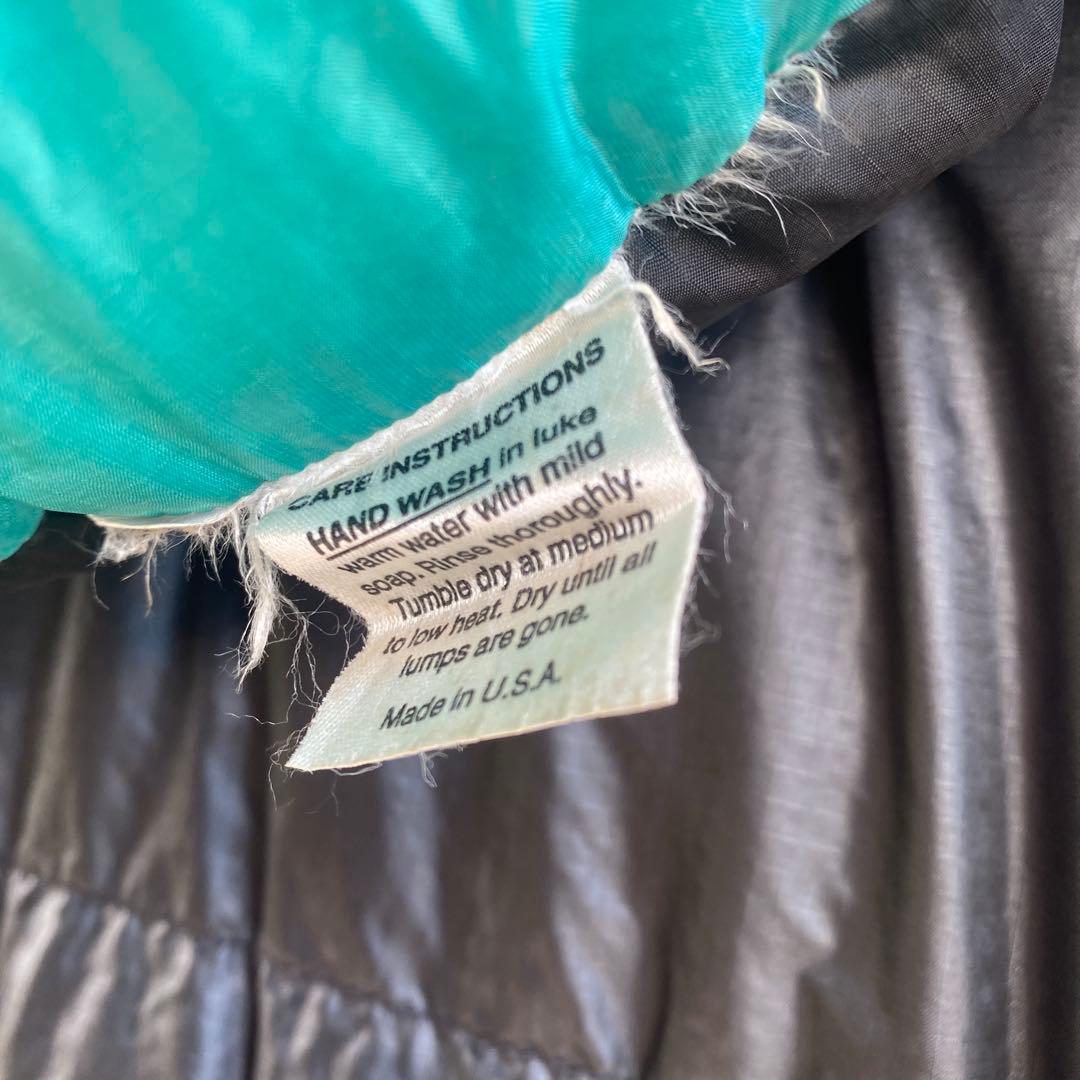 CARE INSTRUCTIONS
HAND WASH in luke
warm water with mild
soap. Rinse thoroughly.
Tumble dry at medium
to low heat. Dry until all
lumps are gone.
Made in U.S.A.